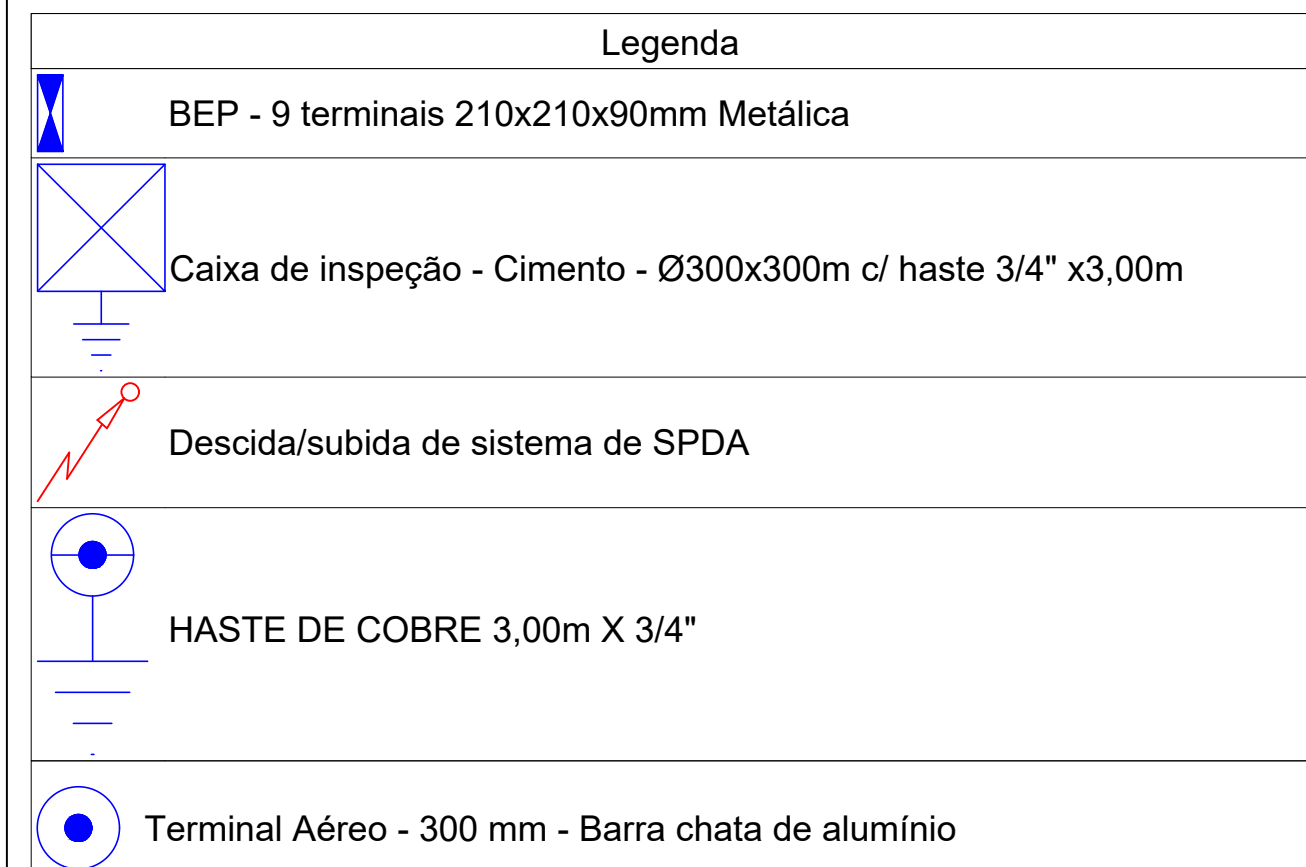 Legenda
BEP - 9 terminais 210x210x90mm Metálica
Caixa de inspeção - Cimento - Ø300x300m c/ haste 3/4" x3,00m
Descida/subida de sistema de SPDA
HASTE DE COBRE 3,00m X 3/4"
Terminal Aéreo - 300 mm - Barra chata de alumínio